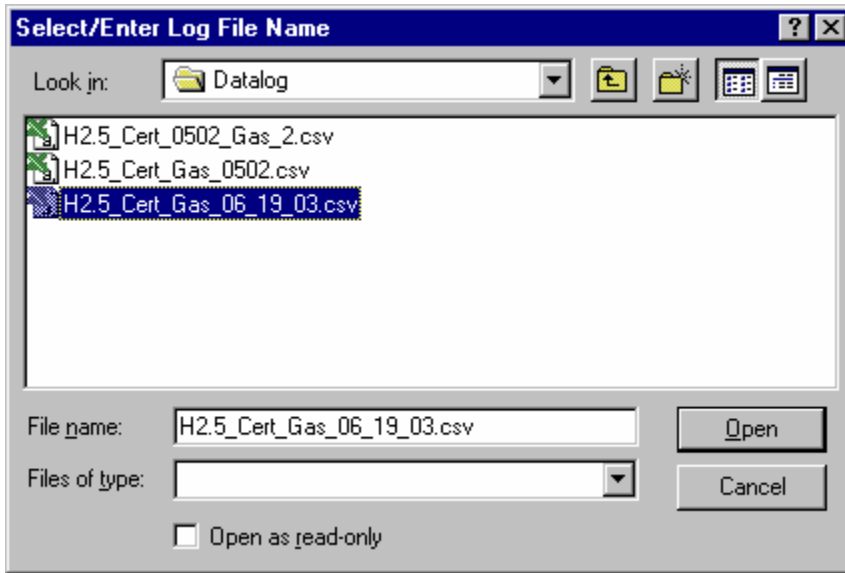 Select/Enter Log File Name
Look in: Datalog
H2.5_Cert_0502_Gas_2.csv
H2.5_Cert_Gas_0502.csv
H2.5_Cert_Gas_06_19_03.csv
File name: H2.5_Cert_Gas_06_19_03.csv Open
Files of type: Cancel
Open as read-only